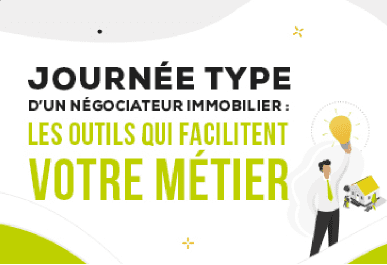 JOURNÉE TYPE
D'UN NÉGOCIATEUR IMMOBILIER :
LES OUTILS QUI FACILITENT
VOTRE MÉTIER